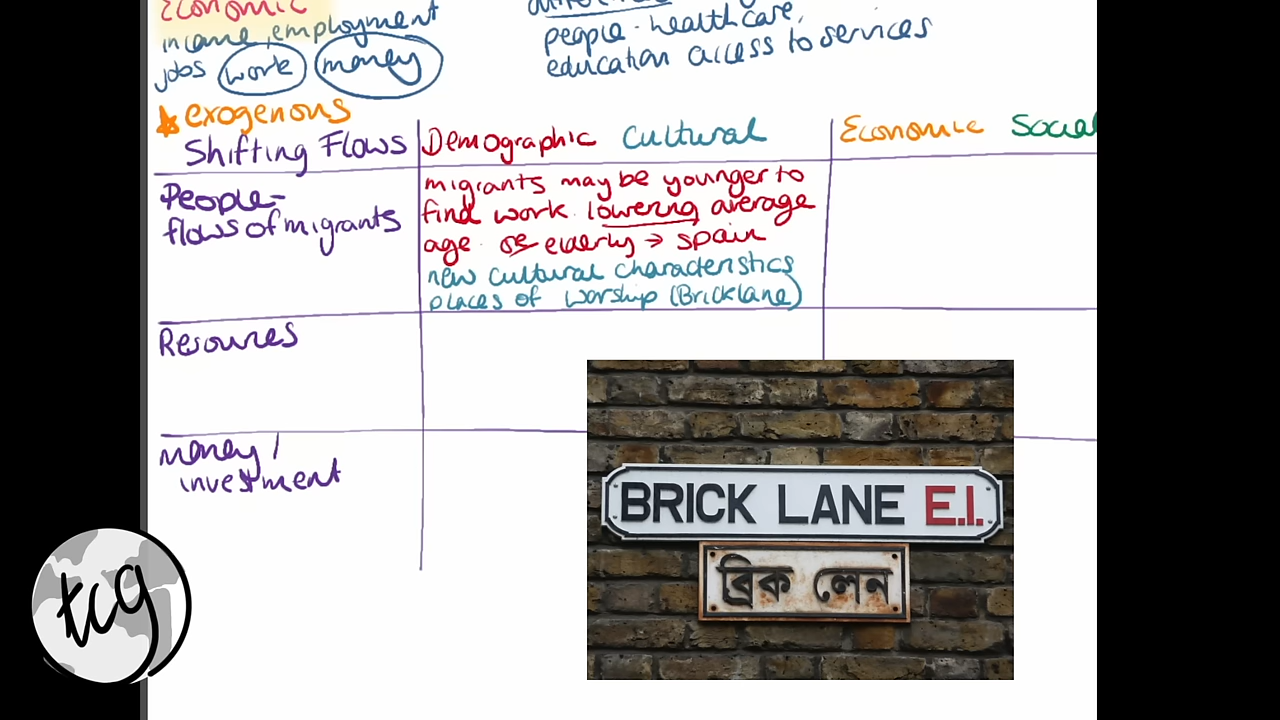 Economic
income, employment
jobs work money
people - healthcare,
education access to services
exogenous
Shifting Flows
Demographic Cultural
Economic Social
People-
flows of migrants
migrants may be younger to
find work lowering average
age or elderly → spain
new cultural characteristics
places of worship (Bricklane)
Resources
money /
investment
BRICK LANE E.1.
ব্রিক লেন
tcg